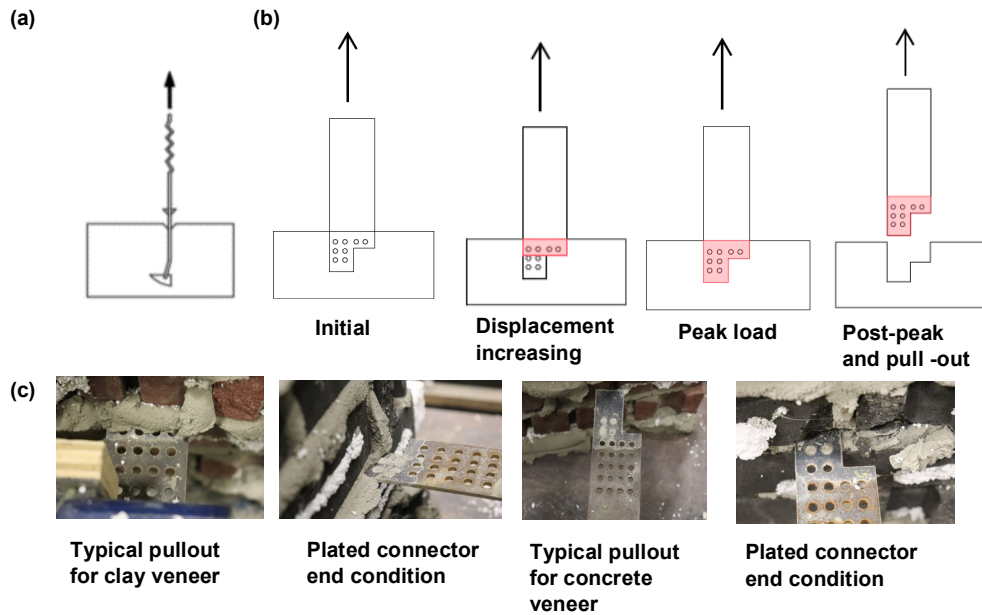 (a)
(b)
Initial
Displacement
increasing
Peak load
Post-peak
and pull -out
(c)
Typical pullout
for clay veneer
Plated connector
end condition
Typical pullout
for concrete
veneer
Plated connector
end condition